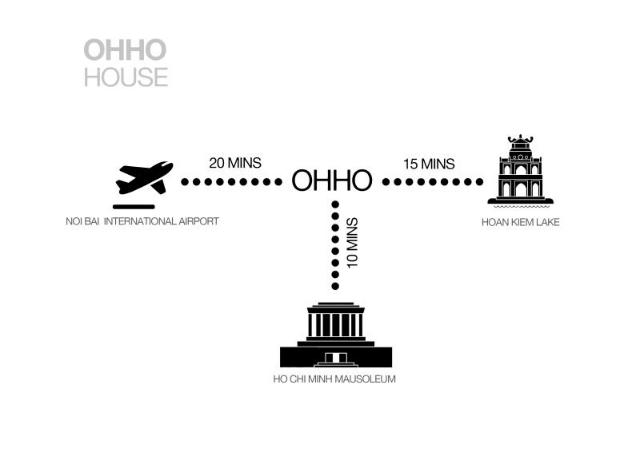 OHHO
HOUSE
20 MINS
OHHO
15 MINS
NOI BAI INTERNATIONAL AIRPORT
HOAN KIEM LAKE
10 MINS
HO CHI MINH MAUSOLEUM